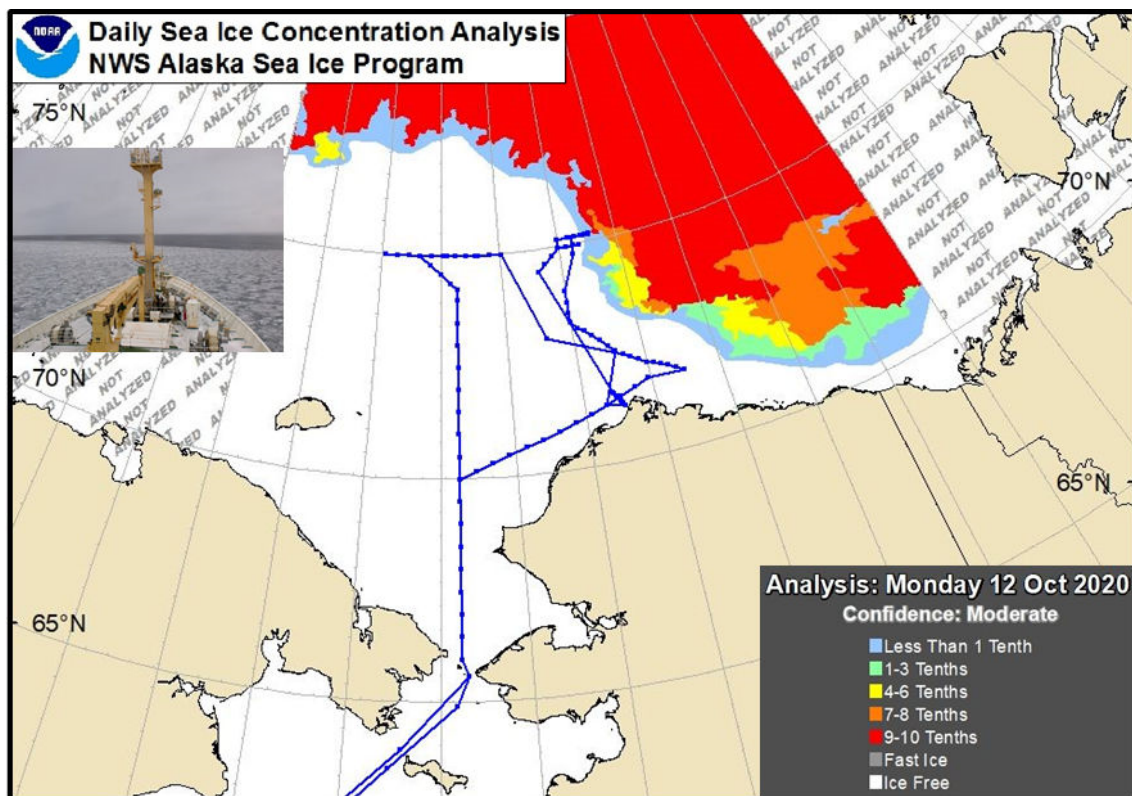 NOAA
Daily Sea Ice Concentration Analysis
NWS Alaska Sea Ice Program
75°N
70°N
65°N
70°N
65°N
NOT ANALYZED
Analysis: Monday 12 Oct 2020
Confidence: Moderate
Less Than 1 Tenth
1-3 Tenths
4-6 Tenths
7-8 Tenths
9-10 Tenths
Fast Ice
Ice Free